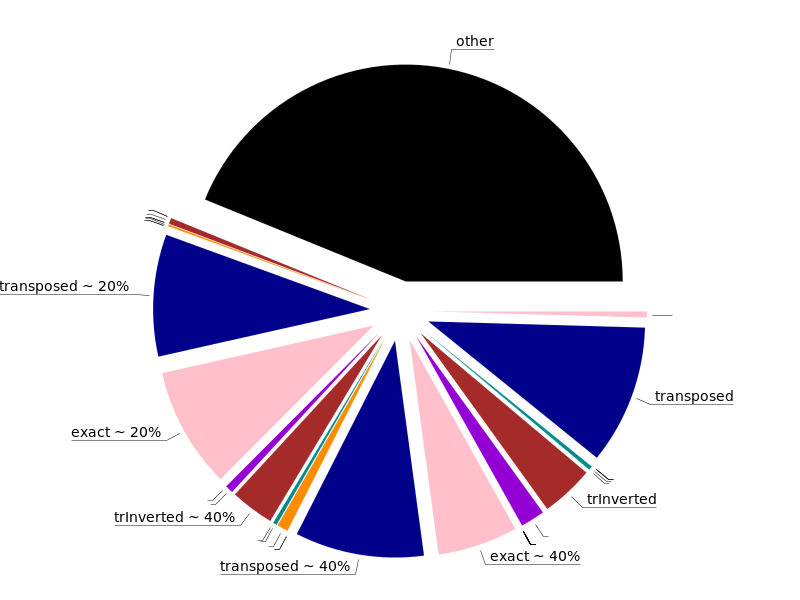 other
transposed ~ 20%
transposed
exact ~ 20%
trInverted
trInverted ~ 40%
exact ~ 40%
transposed ~ 40%